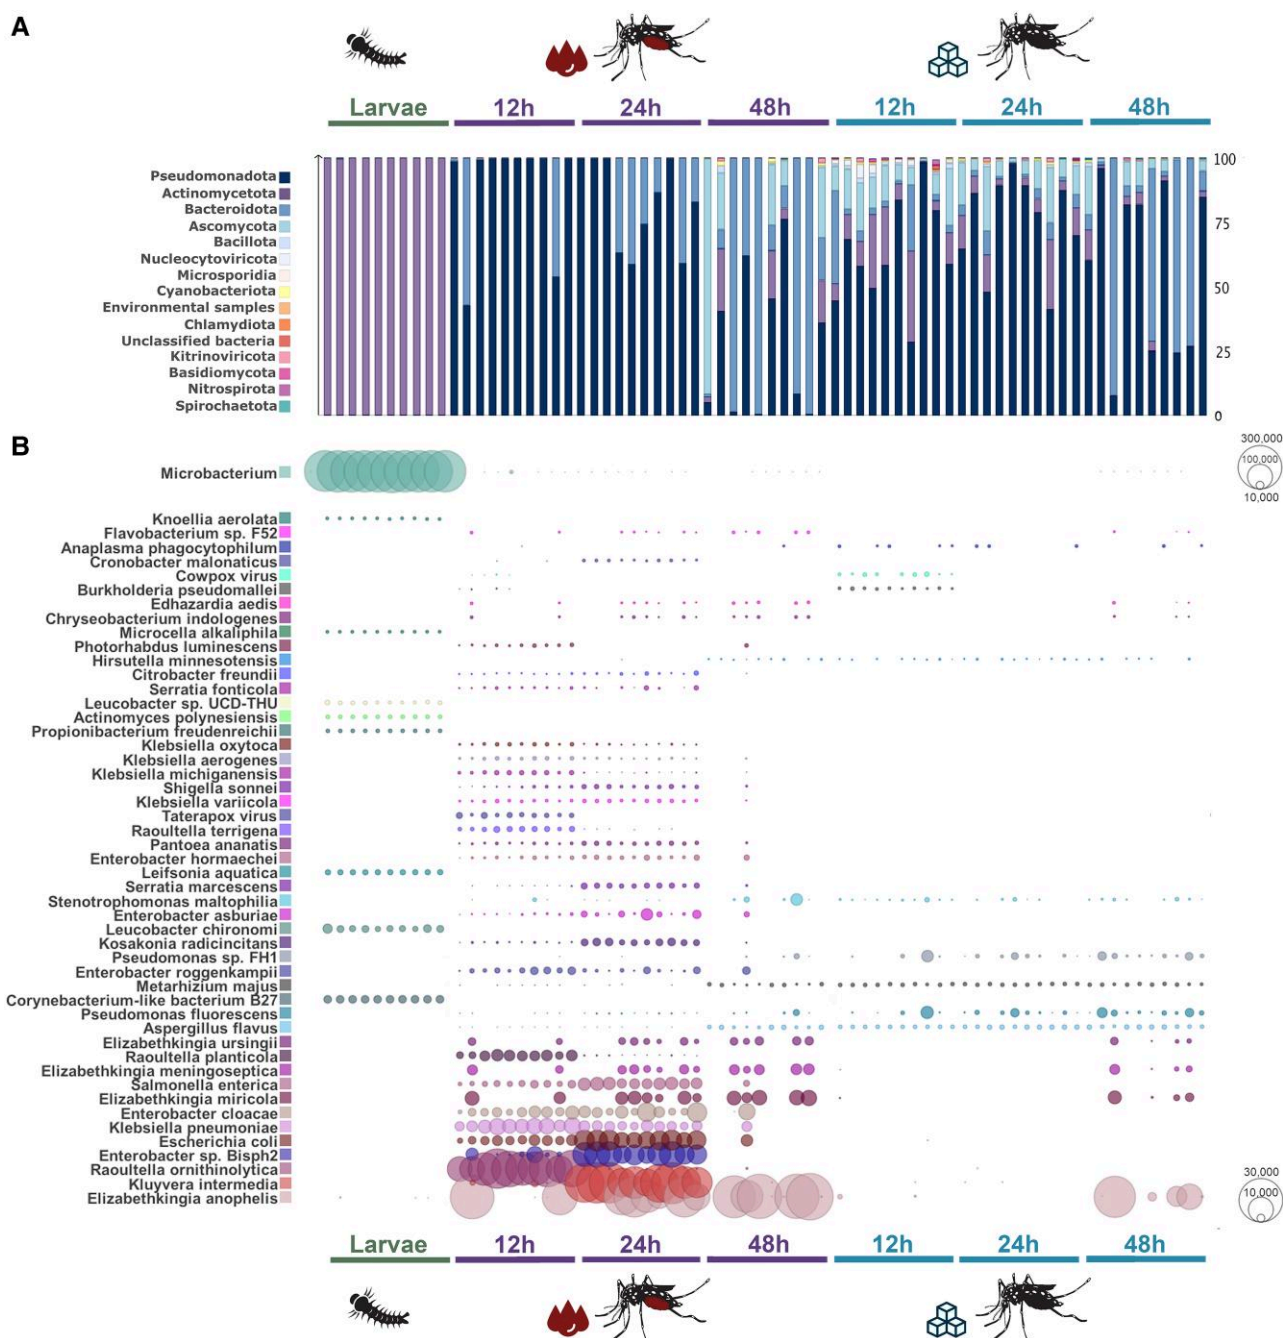 A
Larvae 12h 24h 48h 12h 24h 48h
100
75
50
25
0
Pseudomonadota
Actinomycetota
Bacteroidota
Ascomycota
Bacillota
Nucleocytoviricota
Microsporidia
Cyanobacteriota
Environmental samples
Chlamydiota
Unclassified bacteria
Kitrinoviricota
Basidiomycota
Nitrospirota
Spirochaetota
B
300,000
100,000
10,000
Microbacterium
Knoellia aerolata
Flavobacterium sp. F52
Anaplasma phagocytophilum
Cronobacter malonaticus
Cowpox virus
Burkholderia pseudomallei
Edhazardia aedis
Chryseobacterium indologenes
Microcella alkaliphila
Photorhabdus luminescens
Hirsutella minnesotensis
Citrobacter freundii
Serratia fonticola
Leucobacter sp. UCD-THU
Actinomyces polynesiensis
Propionibacterium freudenreichii
Klebsiella oxytoca
Klebsiella aerogenes
Klebsiella michiganensis
Shigella sonnei
Klebsiella variicola
Taterapox virus
Raoultella terrigena
Pantoea ananatis
Enterobacter hormaechei
Leifsonia aquatica
Serratia marcescens
Stenotrophomonas maltophilia
Enterobacter asburiae
Leucobacter chironomi
Kosakonia radicincitans
Pseudomonas sp. FH1
Enterobacter roggenkampii
Metarhizium majus
Corynebacterium-like bacterium B27
Pseudomonas fluorescens
Aspergillus flavus
Elizabethkingia ursingii
Raoultella planticola
Elizabethkingia meningoseptica
Salmonella enterica
Elizabethkingia miricola
Enterobacter cloacae
Klebsiella pneumoniae
Escherichia coli
Enterobacter sp. Bisph2
Raoultella ornithinolytica
Kluyvera intermedia
Elizabethkingia anophelis
30,000
10,000
Larvae 12h 24h 48h 12h 24h 48h